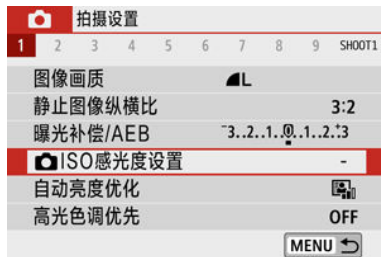 拍摄设置
1 2 3 4 5 6 7 8 9 SHOOT1
图像画质 L
静止图像纵横比 3:2
曝光补偿/AEB -3..2..1..0..1..2..+3
ISO感光度设置 -
自动亮度优化
高光色调优先 OFF
MENU